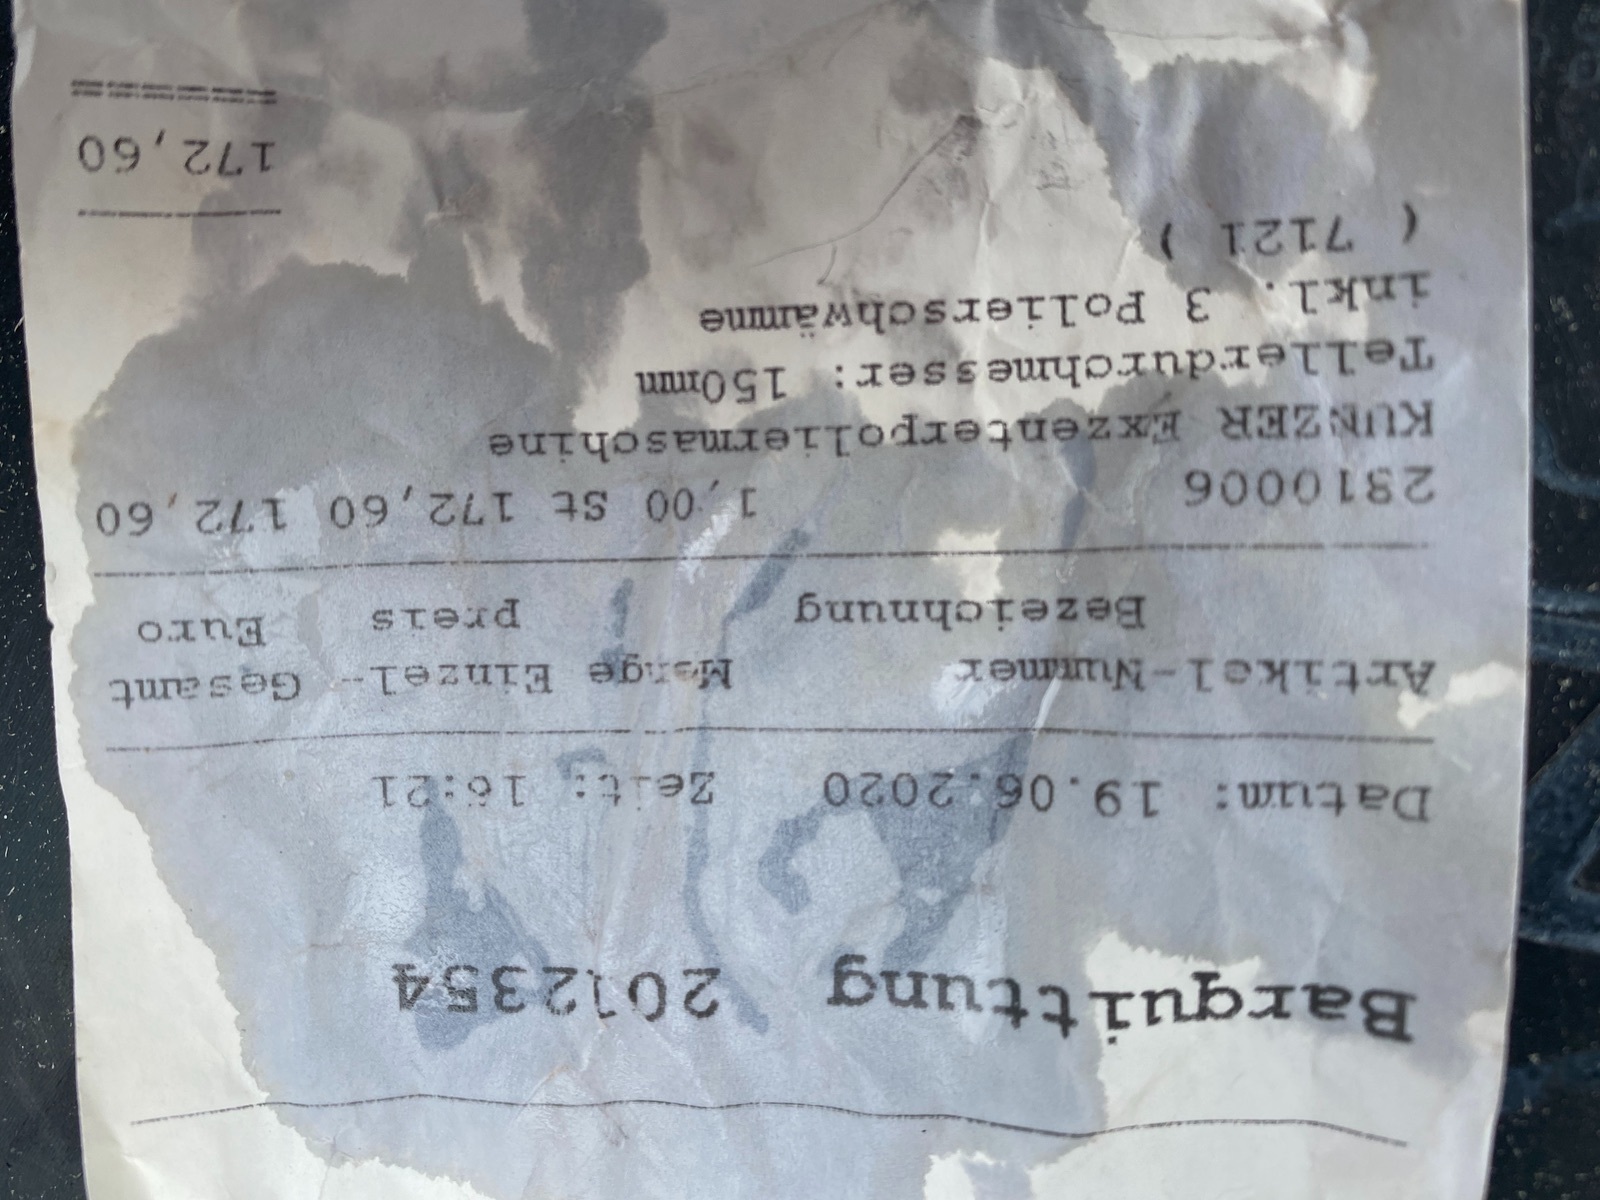 Barquittung 2012354
Datum: 19.06.2020 Zeit: 16:21
Artikel-Nummer Menge Einzel- Gesamt
Bezeichnung preis Euro
2810006 1,00 St 172,60 172,60
KUNZER Exzenterpoliermaschine
Tellerdurchmesser: 150mm
inkl. 3 Polierschwämme
( 7121 )
172,60